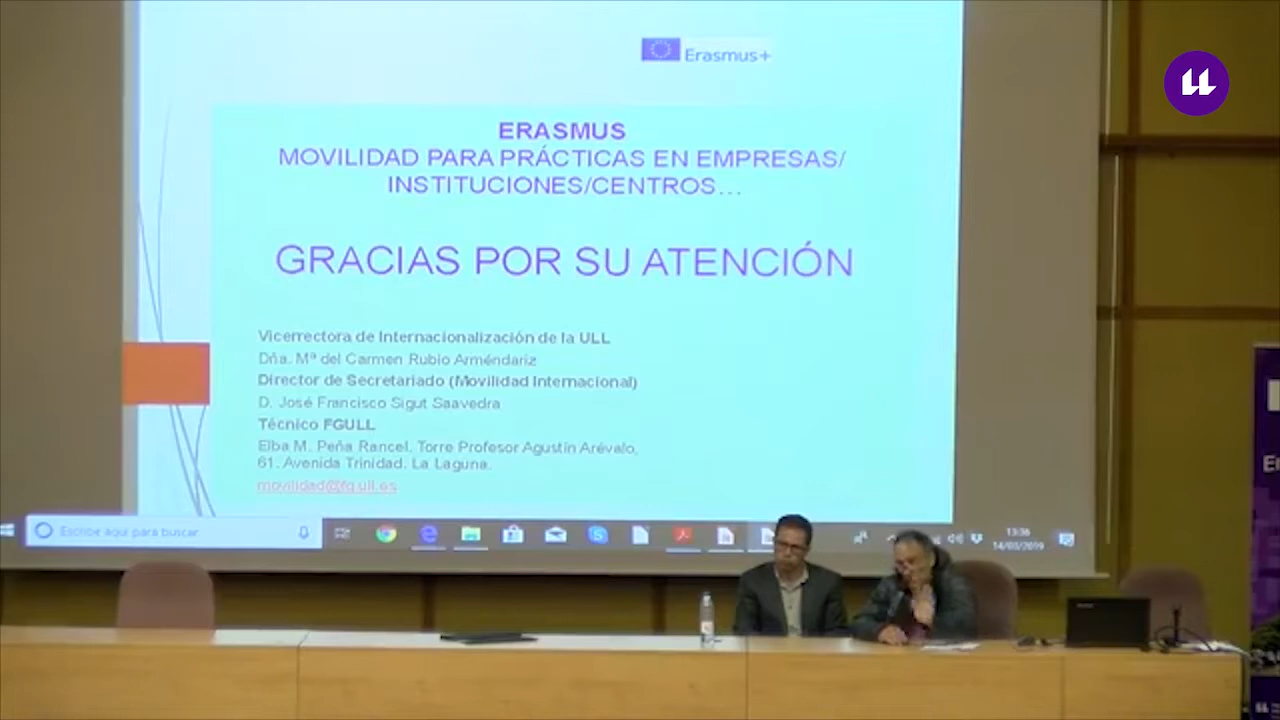 Erasmus+
ERASMUS
MOVILIDAD PARA PRÁCTICAS EN EMPRESAS/
INSTITUCIONES/CENTROS...
GRACIAS POR SU ATENCIÓN
Vicerrectora de Internacionalización de la ULL
Dña. Mª del Carmen Rubio Arméndariz
Director de Secretariado (Movilidad Internacional)
D. José Francisco Sigut Saavedra
Técnico FGULL
Elba M. Peña Rancel. Torre Profesor Agustín Arévalo,
61. Avenida Trinidad. La Laguna.
movilidad@fg.ull.es
Escribe aquí para buscar
13:36
14/03/2019